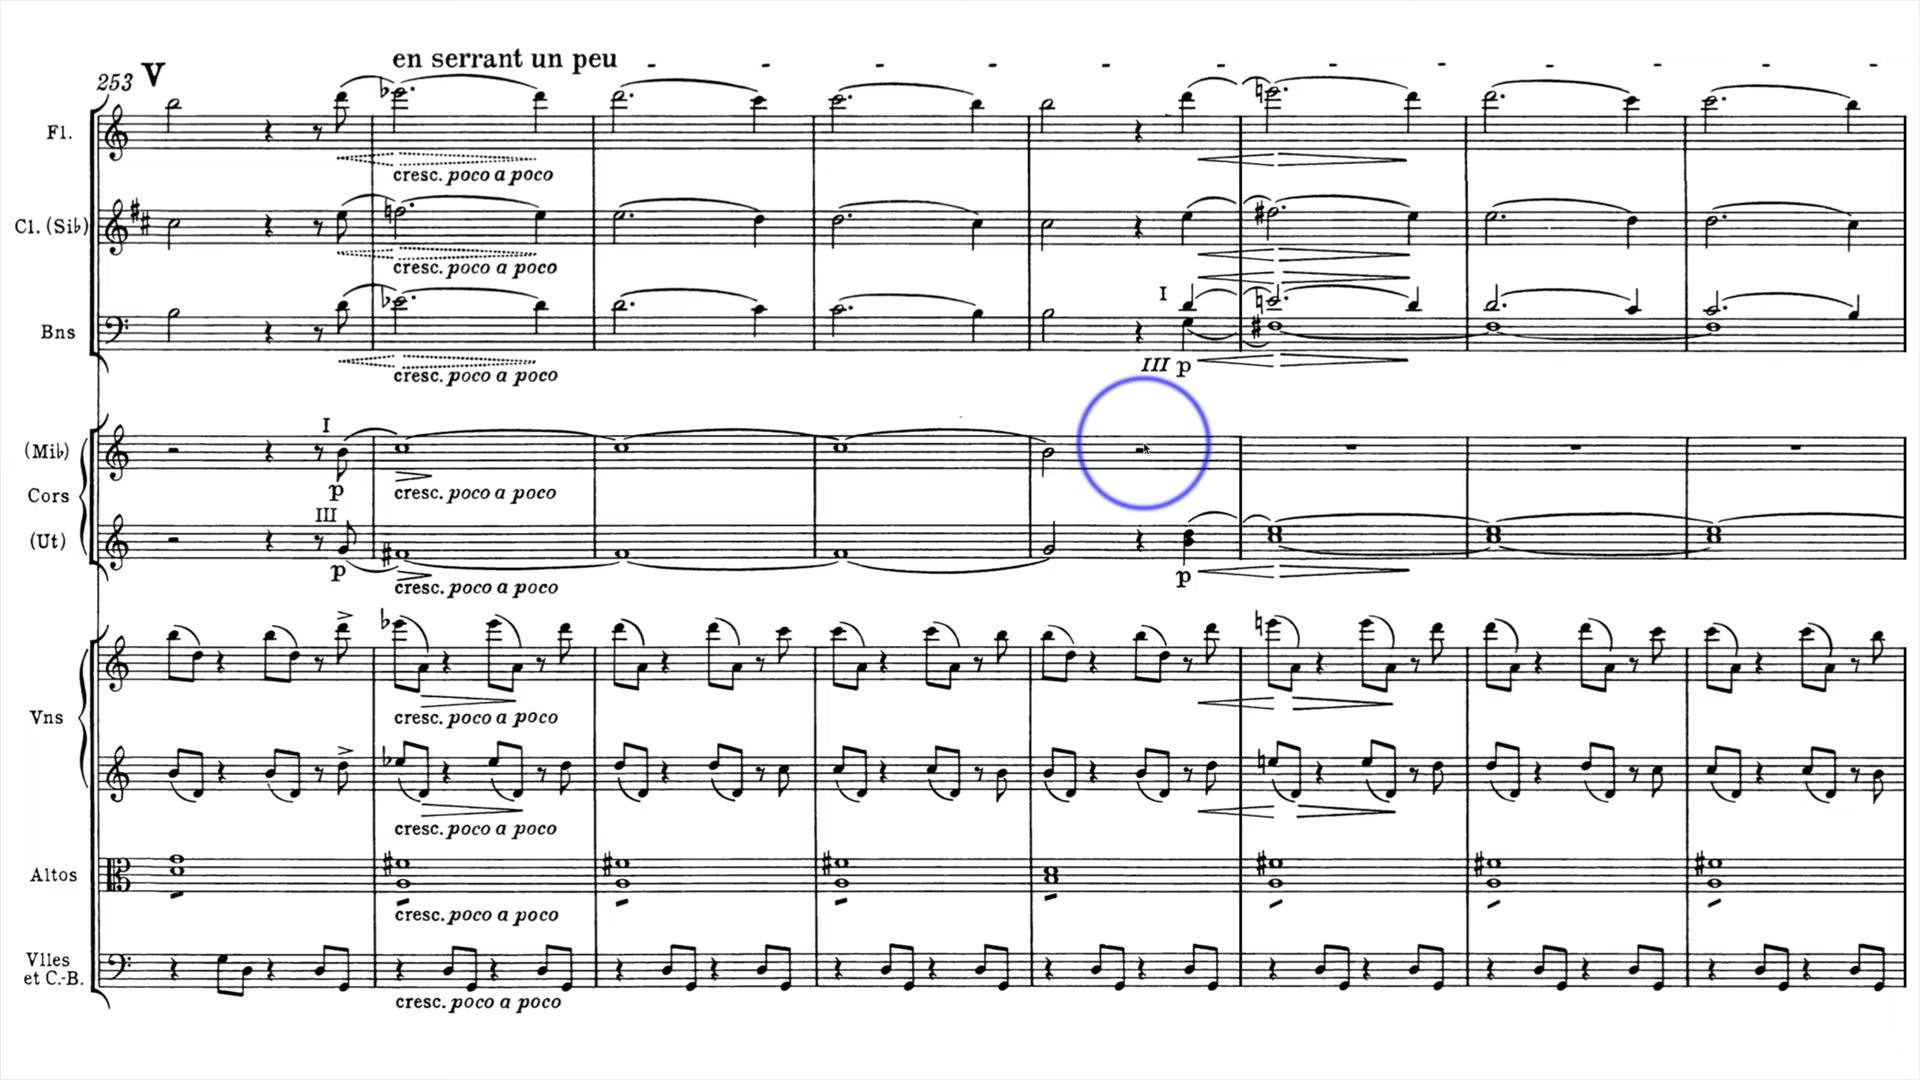 en serrant un peu - - - - - - - - - - - -
253 V
Fl.
cresc. poco a poco
Cl. (Si♭)
cresc. poco a poco
I
Bns
III p
cresc. poco a poco
I
(Mi♭)
p
cresc. poco a poco
Cors
III
(Ut)
p
p
cresc. poco a poco
Vns
cresc. poco a poco
cresc. poco a poco
Altos
cresc. poco a poco
Vlles
et C.-B.
cresc. poco a poco